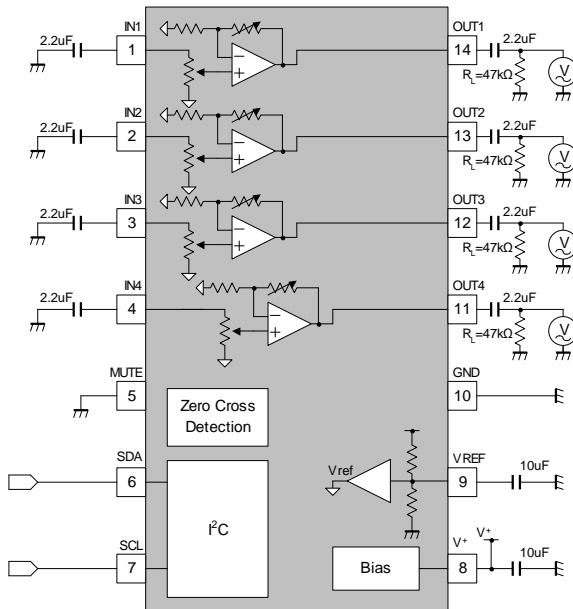 IN1
2.2uF
1
OUT1
14
2.2uF
RL=47kΩ
V
IN2
2.2uF
2
OUT2
13
2.2uF
RL=47kΩ
V
IN3
2.2uF
3
OUT3
12
2.2uF
RL=47kΩ
V
IN4
2.2uF
4
OUT4
11
2.2uF
RL=47kΩ
V
MUTE
5
Zero Cross
Detection
GND
10
SDA
6
I²C
Vref
VREF
9
10uF
SCL
7
Bias
V+
8
V+
10uF